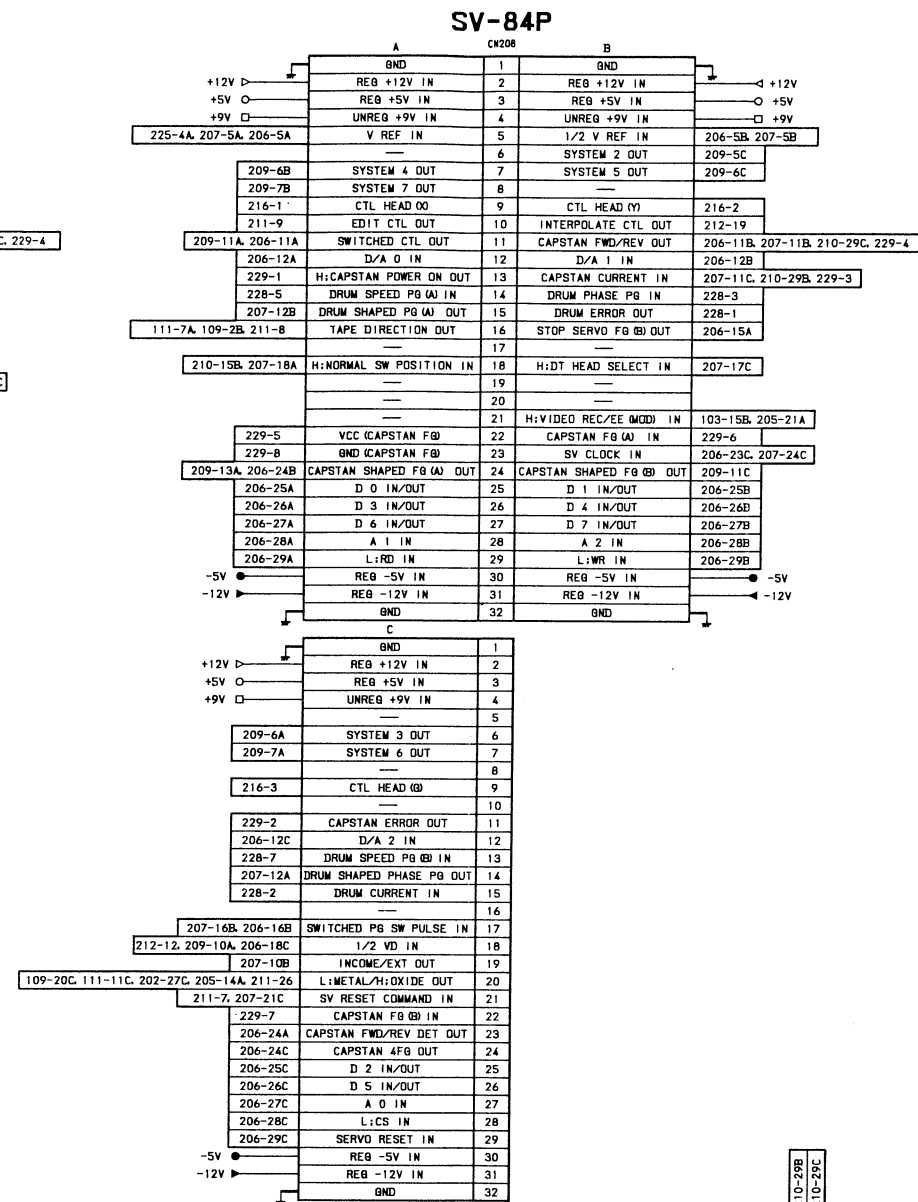 SV-84P
A CN208 B
GND 1 GND
+12V REG +12V IN 2 REG +12V IN +12V
+5V REG +5V IN 3 REG +5V IN +5V
+9V UNREG +9V IN 4 UNREG +9V IN +9V
225-4A, 207-5A, 206-5A V REF IN 5 1/2 V REF IN 206-5B, 207-5B
— 6 SYSTEM 2 OUT 209-5C
209-6B SYSTEM 4 OUT 7 SYSTEM 5 OUT 209-6C
209-7B SYSTEM 7 OUT 8 —
216-1 CTL HEAD (X) 9 CTL HEAD (Y) 216-2
211-9 EDIT CTL OUT 10 INTERPOLATE CTL OUT 212-19
C, 229-4 209-11A, 206-11A SWITCHED CTL OUT 11 CAPSTAN FWD/REV OUT 206-11B, 207-11B, 210-29C, 229-4
206-12A D/A 0 IN 12 D/A 1 IN 206-12B
229-1 H:CAPSTAN POWER ON OUT 13 CAPSTAN CURRENT IN 207-11C, 210-29B, 229-3
228-5 DRUM SPEED PG (A) IN 14 DRUM PHASE PG IN 228-3
207-12B DRUM SHAPED PG (A) OUT 15 DRUM ERROR OUT 228-1
111-7A, 109-2B, 211-8 TAPE DIRECTION OUT 16 STOP SERVO FG (B) OUT 206-15A
— 17 —
210-15B, 207-18A H:NORMAL SW POSITION IN 18 H:DT HEAD SELECT IN 207-17C
— 19 —
— 20 —
— 21 H:VIDEO REC/EE (MOD) IN 103-15B, 205-21A
229-5 VCC (CAPSTAN FG) 22 CAPSTAN FG (A) IN 229-6
229-8 GND (CAPSTAN FG) 23 SV CLOCK IN 206-23C, 207-24C
209-13A, 206-24B CAPSTAN SHAPED FG (A) OUT 24 CAPSTAN SHAPED FG (B) OUT 209-11C
206-25A D 0 IN/OUT 25 D 1 IN/OUT 206-25B
206-26A D 3 IN/OUT 26 D 4 IN/OUT 206-26B
206-27A D 6 IN/OUT 27 D 7 IN/OUT 206-27B
206-28A A 1 IN 28 A 2 IN 206-28B
206-29A L:RD IN 29 L:WR IN 206-29B
-5V REG -5V IN 30 REG -5V IN -5V
-12V REG -12V IN 31 REG -12V IN -12V
GND 32 GND
C
GND 1
+12V REG +12V IN 2
+5V REG +5V IN 3
+9V UNREG +9V IN 4
— 5
209-6A SYSTEM 3 OUT 6
209-7A SYSTEM 6 OUT 7
— 8
216-3 CTL HEAD (G) 9
— 10
229-2 CAPSTAN ERROR OUT 11
206-12C D/A 2 IN 12
228-7 DRUM SPEED PG (B) IN 13
207-12A DRUM SHAPED PHASE PG OUT 14
228-2 DRUM CURRENT IN 15
— 16
207-16B, 206-16B SWITCHED PG SW PULSE IN 17
212-12, 209-10A, 206-18C 1/2 VD IN 18
207-10B INCOME/EXT OUT 19
109-20C, 111-11C, 202-27C, 205-14A, 211-26 L:METAL/H:OXIDE OUT 20
211-7, 207-21C SV RESET COMMAND IN 21
229-7 CAPSTAN FG (B) IN 22
206-24A CAPSTAN FWD/REV DET OUT 23
206-24C CAPSTAN 4FG OUT 24
206-25C D 2 IN/OUT 25
206-26C D 5 IN/OUT 26
206-27C A 0 IN 27
206-28C L:CS IN 28
206-29C SERVO RESET IN 29
-5V REG -5V IN 30
-12V REG -12V IN 31
GND 32
10-29B
10-29C